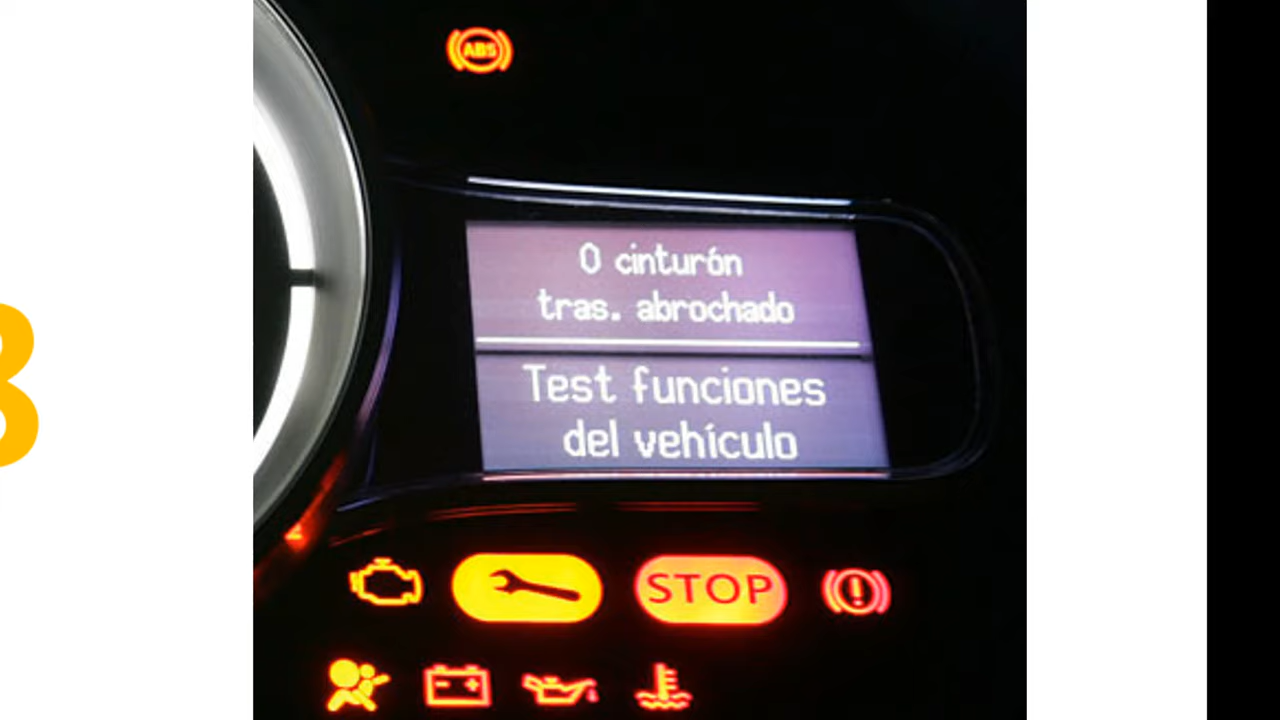 ABS
0 cinturón
tras. abrochado
Test funciones
del vehículo
STOP